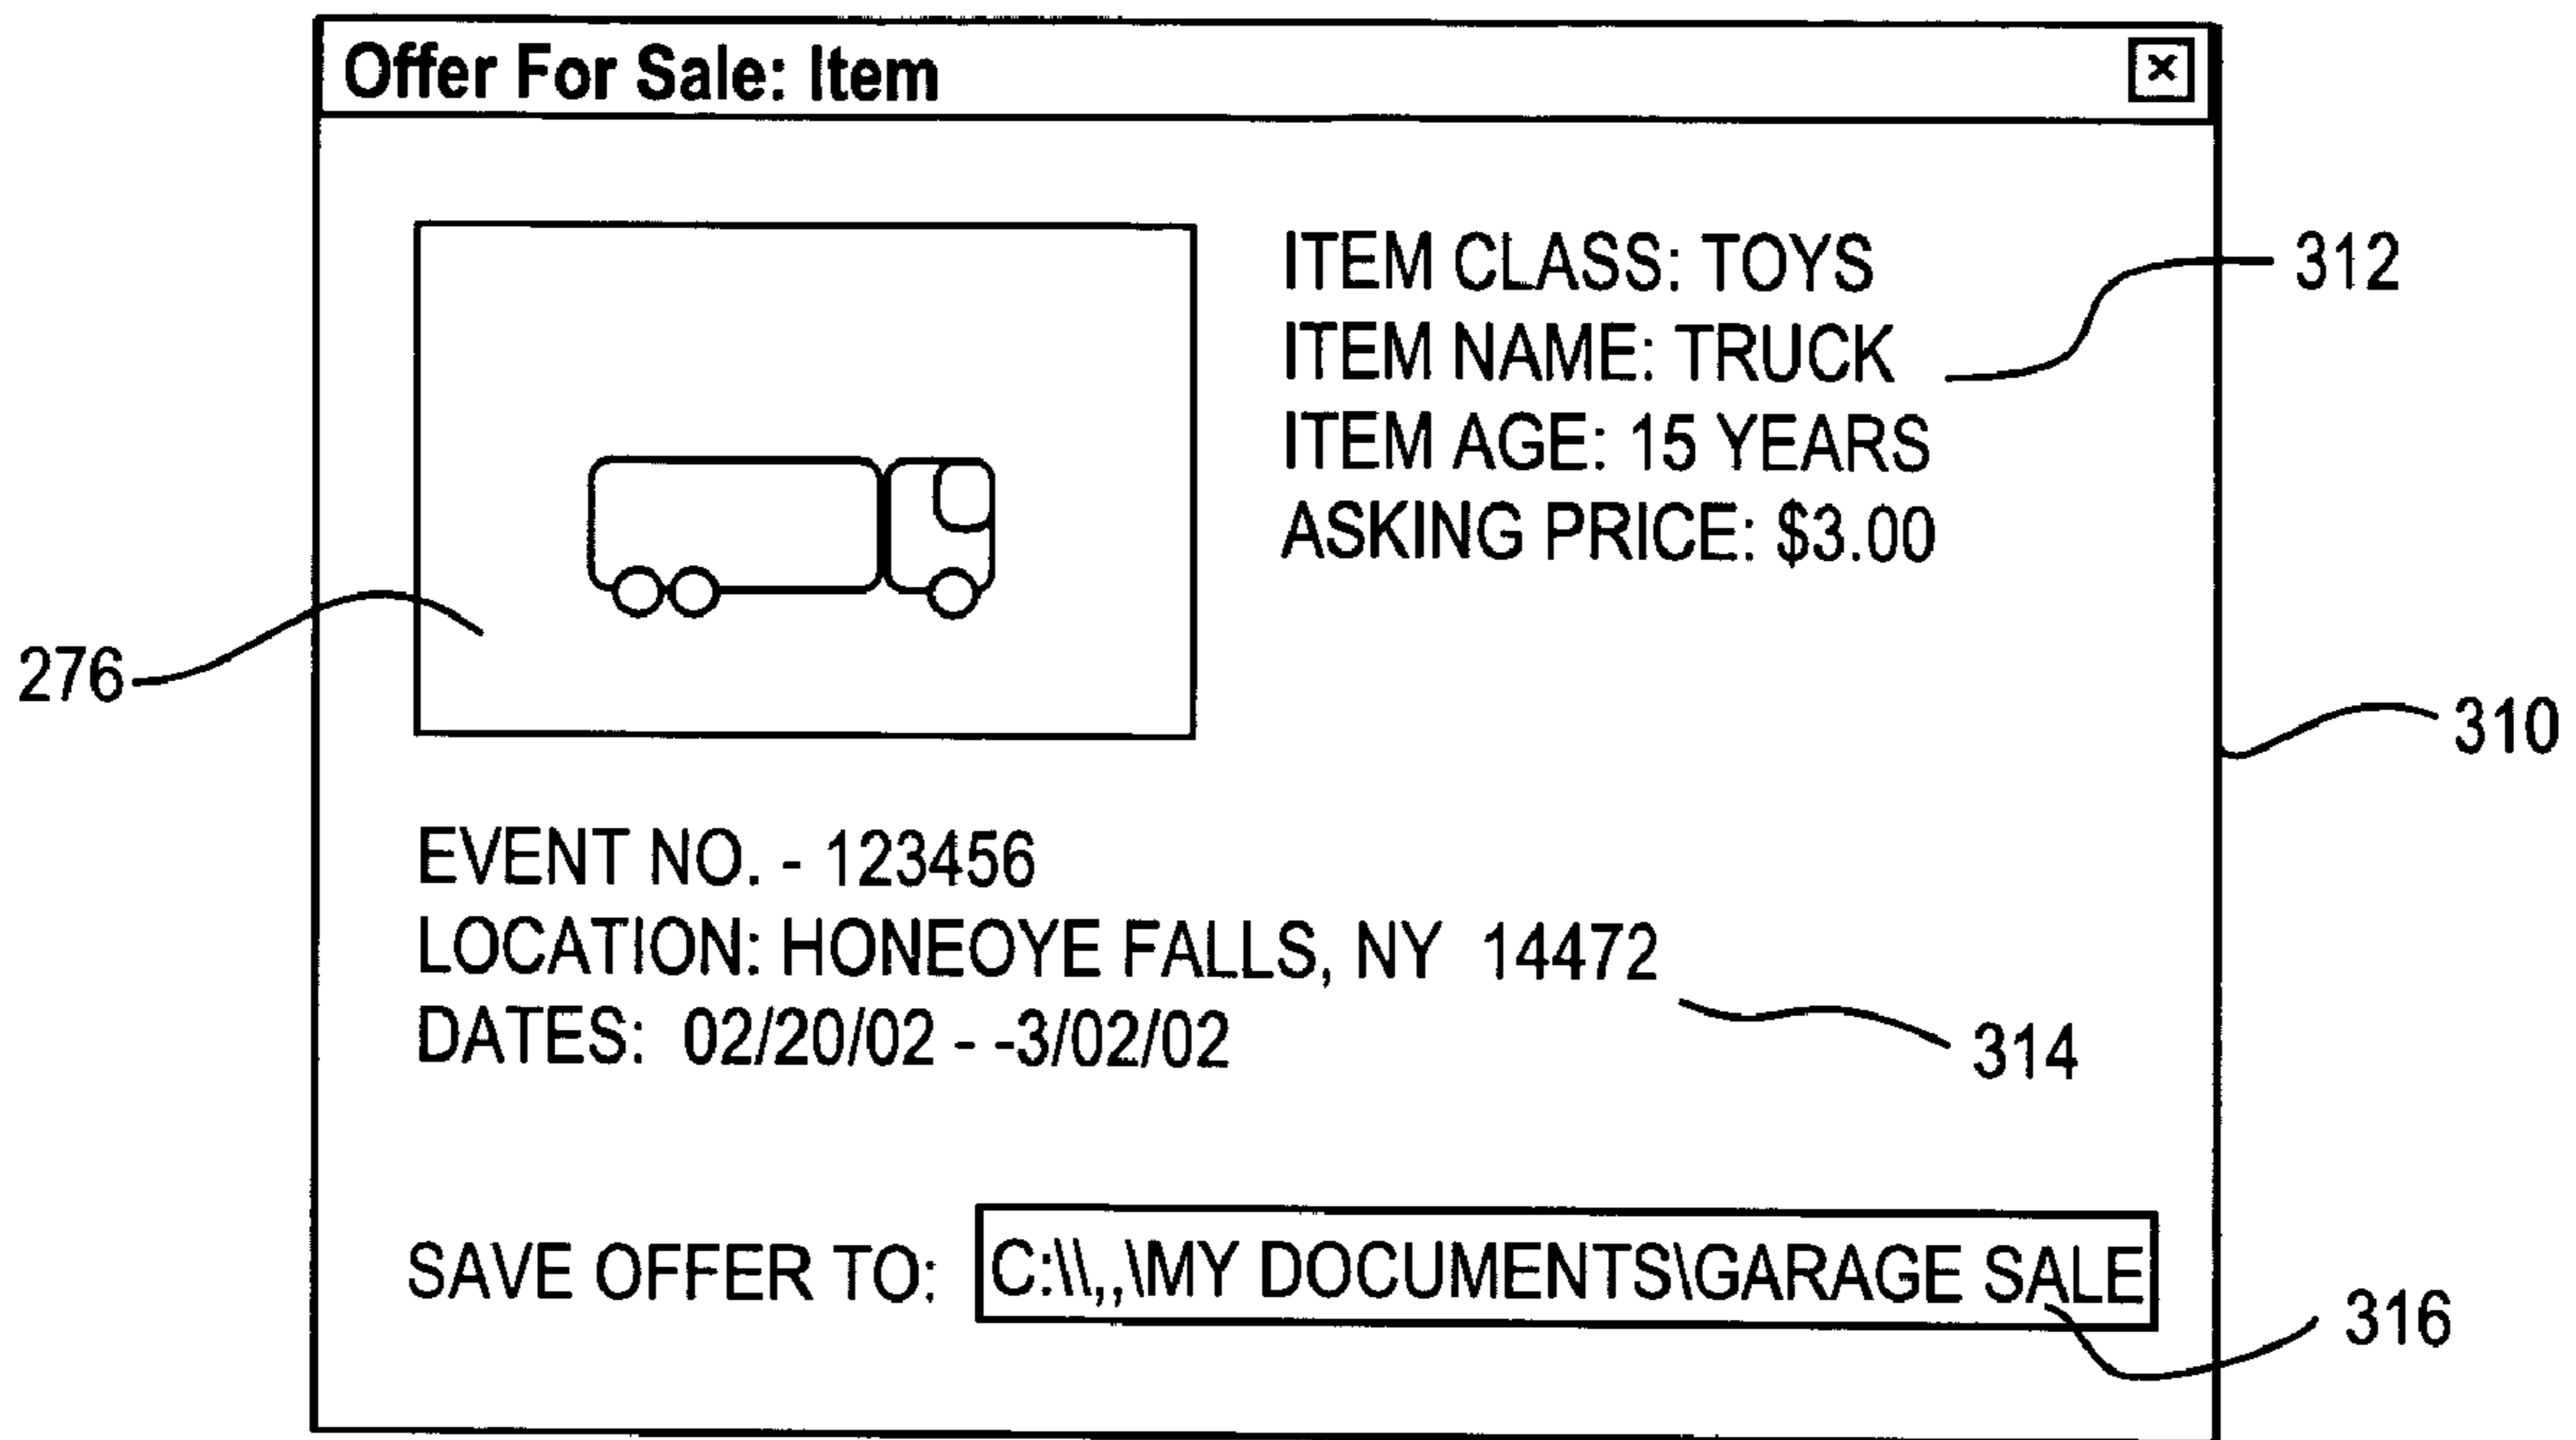 Offer For Sale: Item x
ITEM CLASS: TOYS
312
ITEM NAME: TRUCK
ITEM AGE: 15 YEARS
ASKING PRICE: $3.00
276
310
EVENT NO. - 123456
LOCATION: HONEOYE FALLS, NY 14472
DATES: 02/20/02 - -3/02/02
314
SAVE OFFER TO: C:\\,,\MY DOCUMENTS\GARAGE SALE
316